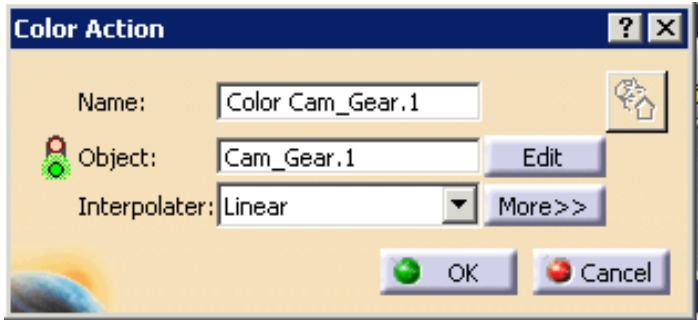 Color Action
Name: Color Cam_Gear.1
Object: Cam_Gear.1 Edit
Interpolater: Linear More>>
OK Cancel